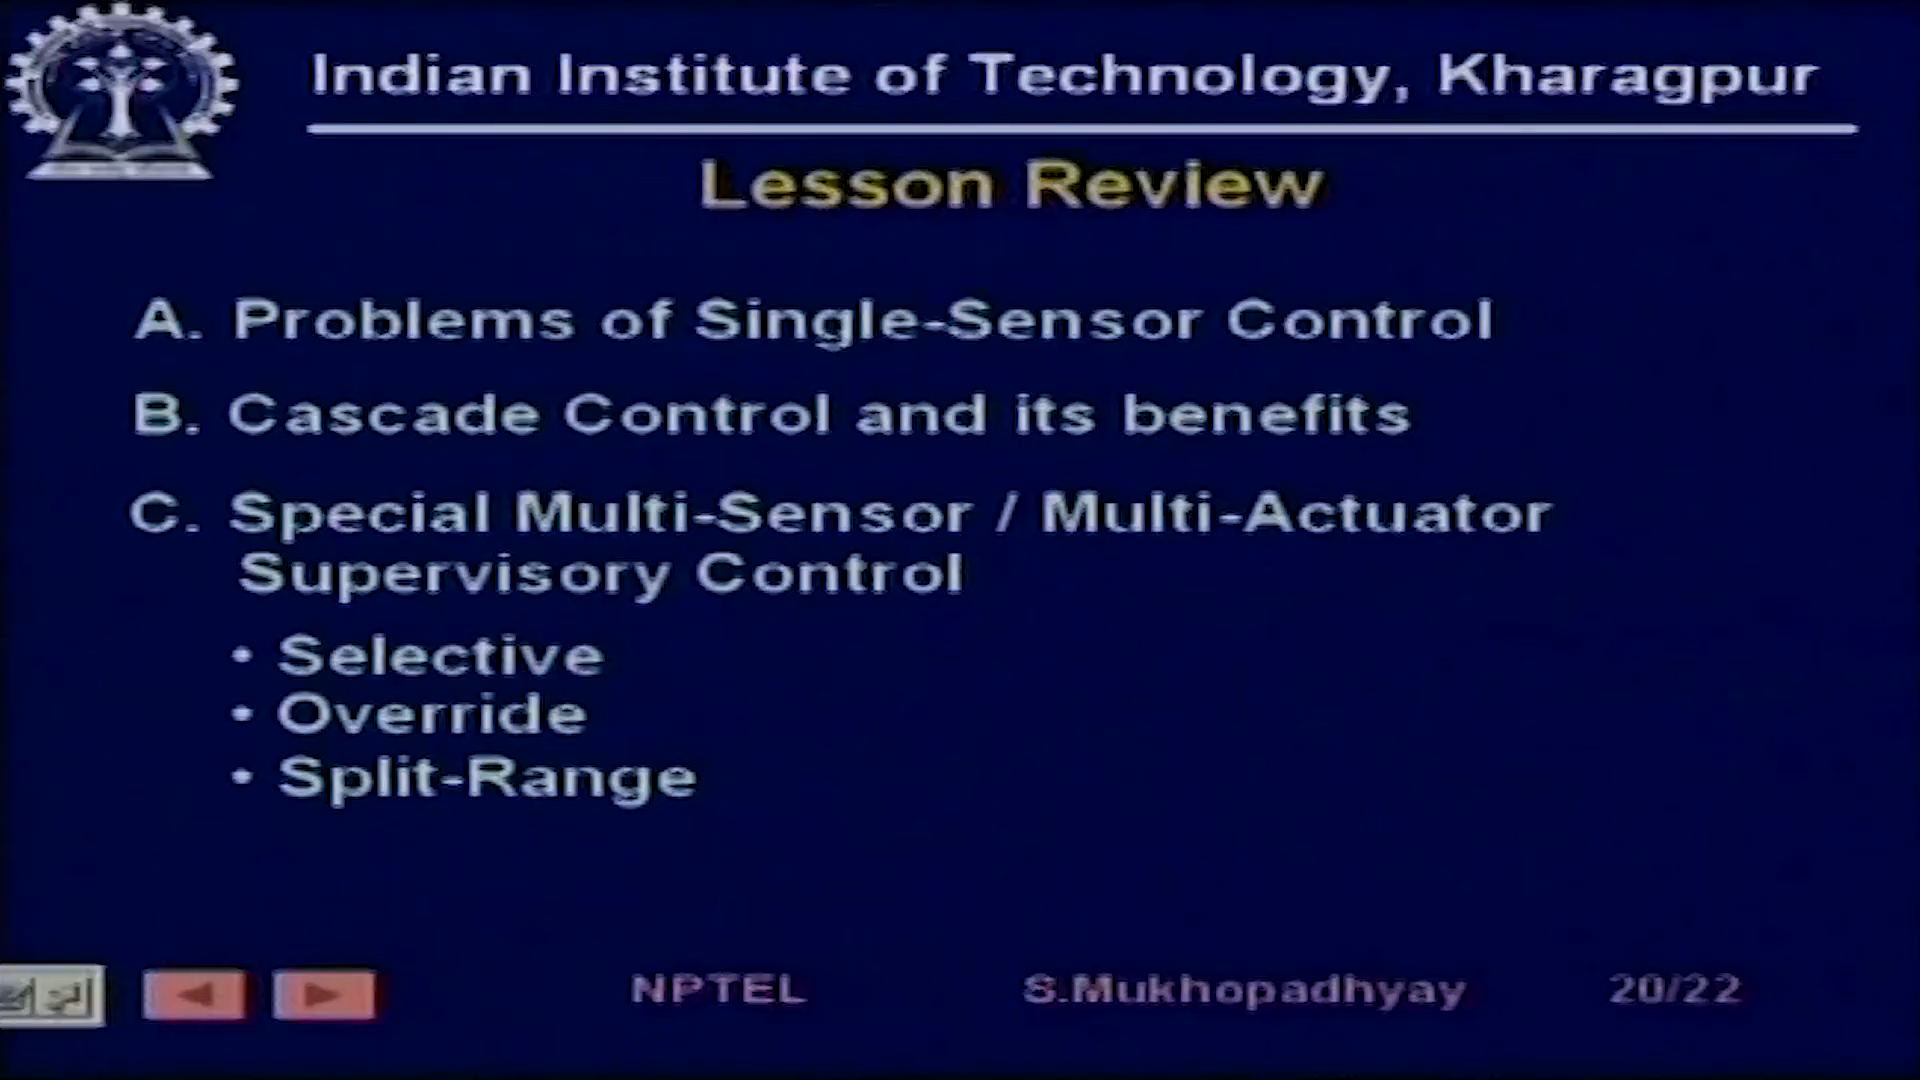 Indian Institute of Technology, Kharagpur
Lesson Review
A. Problems of Single-Sensor Control
B. Cascade Control and its benefits
C. Special Multi-Sensor / Multi-Actuator
Supervisory Control
• Selective
• Override
• Split-Range
NPTEL S.Mukhopadhyay 20/22